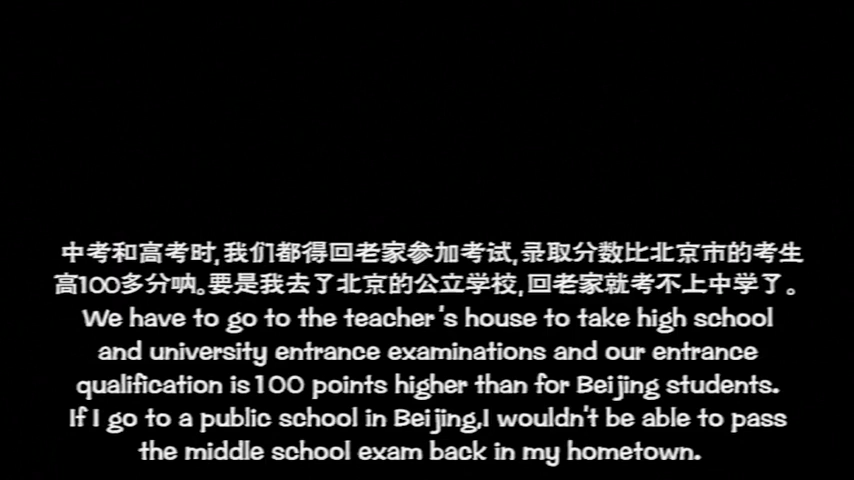 中考和高考时,我们都得回老家参加考试,录取分数比北京市的考生
高100多分呐。要是我去了北京的公立学校,回老家就考不上中学了。
We have to go to the teacher's house to take high school
and university entrance examinations and our entrance
qualification is 100 points higher than for Beijing students.
If I go to a public school in Beijing,I wouldn't be able to pass
the middle school exam back in my hometown.